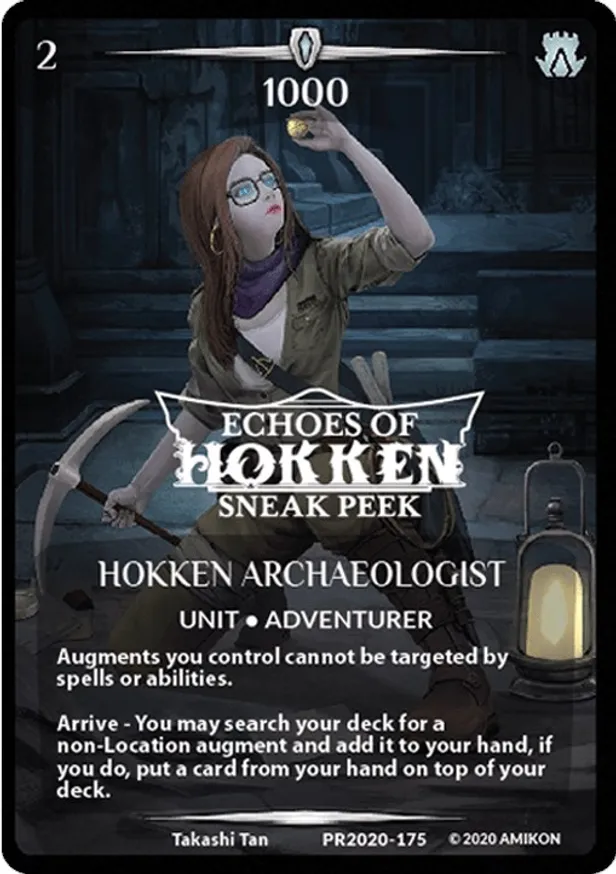 2
1000
ECHOES OF
HOKKEN
SNEAK PEEK
HOKKEN ARCHAEOLOGIST
UNIT ● ADVENTURER
Augments you control cannot be targeted by
spells or abilities.
Arrive - You may search your deck for a
non-Location augment and add it to your hand, if
you do, put a card from your hand on top of your
deck.
Takashi Tan PR2020-175 © 2020 AMIKON